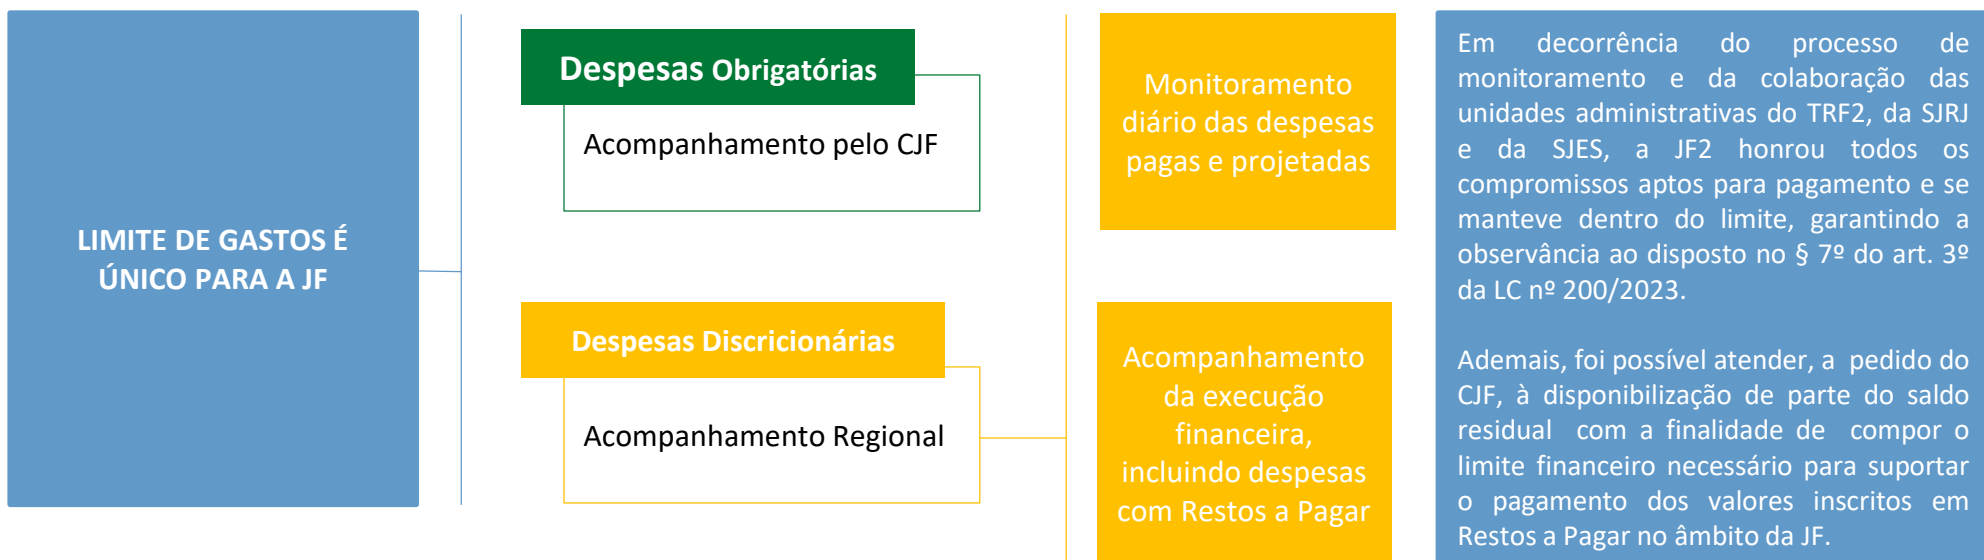 LIMITE DE GASTOS É
ÚNICO PARA A JF
Despesas Obrigatórias
Acompanhamento pelo CJF
Despesas Discricionárias
Acompanhamento Regional
Monitoramento
diário das despesas
pagas e projetadas
Acompanhamento
da execução
financeira,
incluindo despesas
com Restos a Pagar
Em decorrência do processo de
monitoramento e da colaboração das
unidades administrativas do TRF2, da SJRJ
e da SJES, a JF2 honrou todos os
compromissos aptos para pagamento e se
manteve dentro do limite, garantindo a
observância ao disposto no § 7º do art. 3º
da LC nº 200/2023.
Ademais, foi possível atender, a pedido do
CJF, à disponibilização de parte do saldo
residual com a finalidade de compor o
limite financeiro necessário para suportar
o pagamento dos valores inscritos em
Restos a Pagar no âmbito da JF.